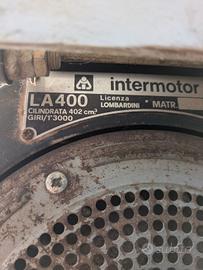 intermotor
LA400 Licenza LOMBARDINI MATR.
CILINDRATA 402 cm³
GIRI/1' 3000